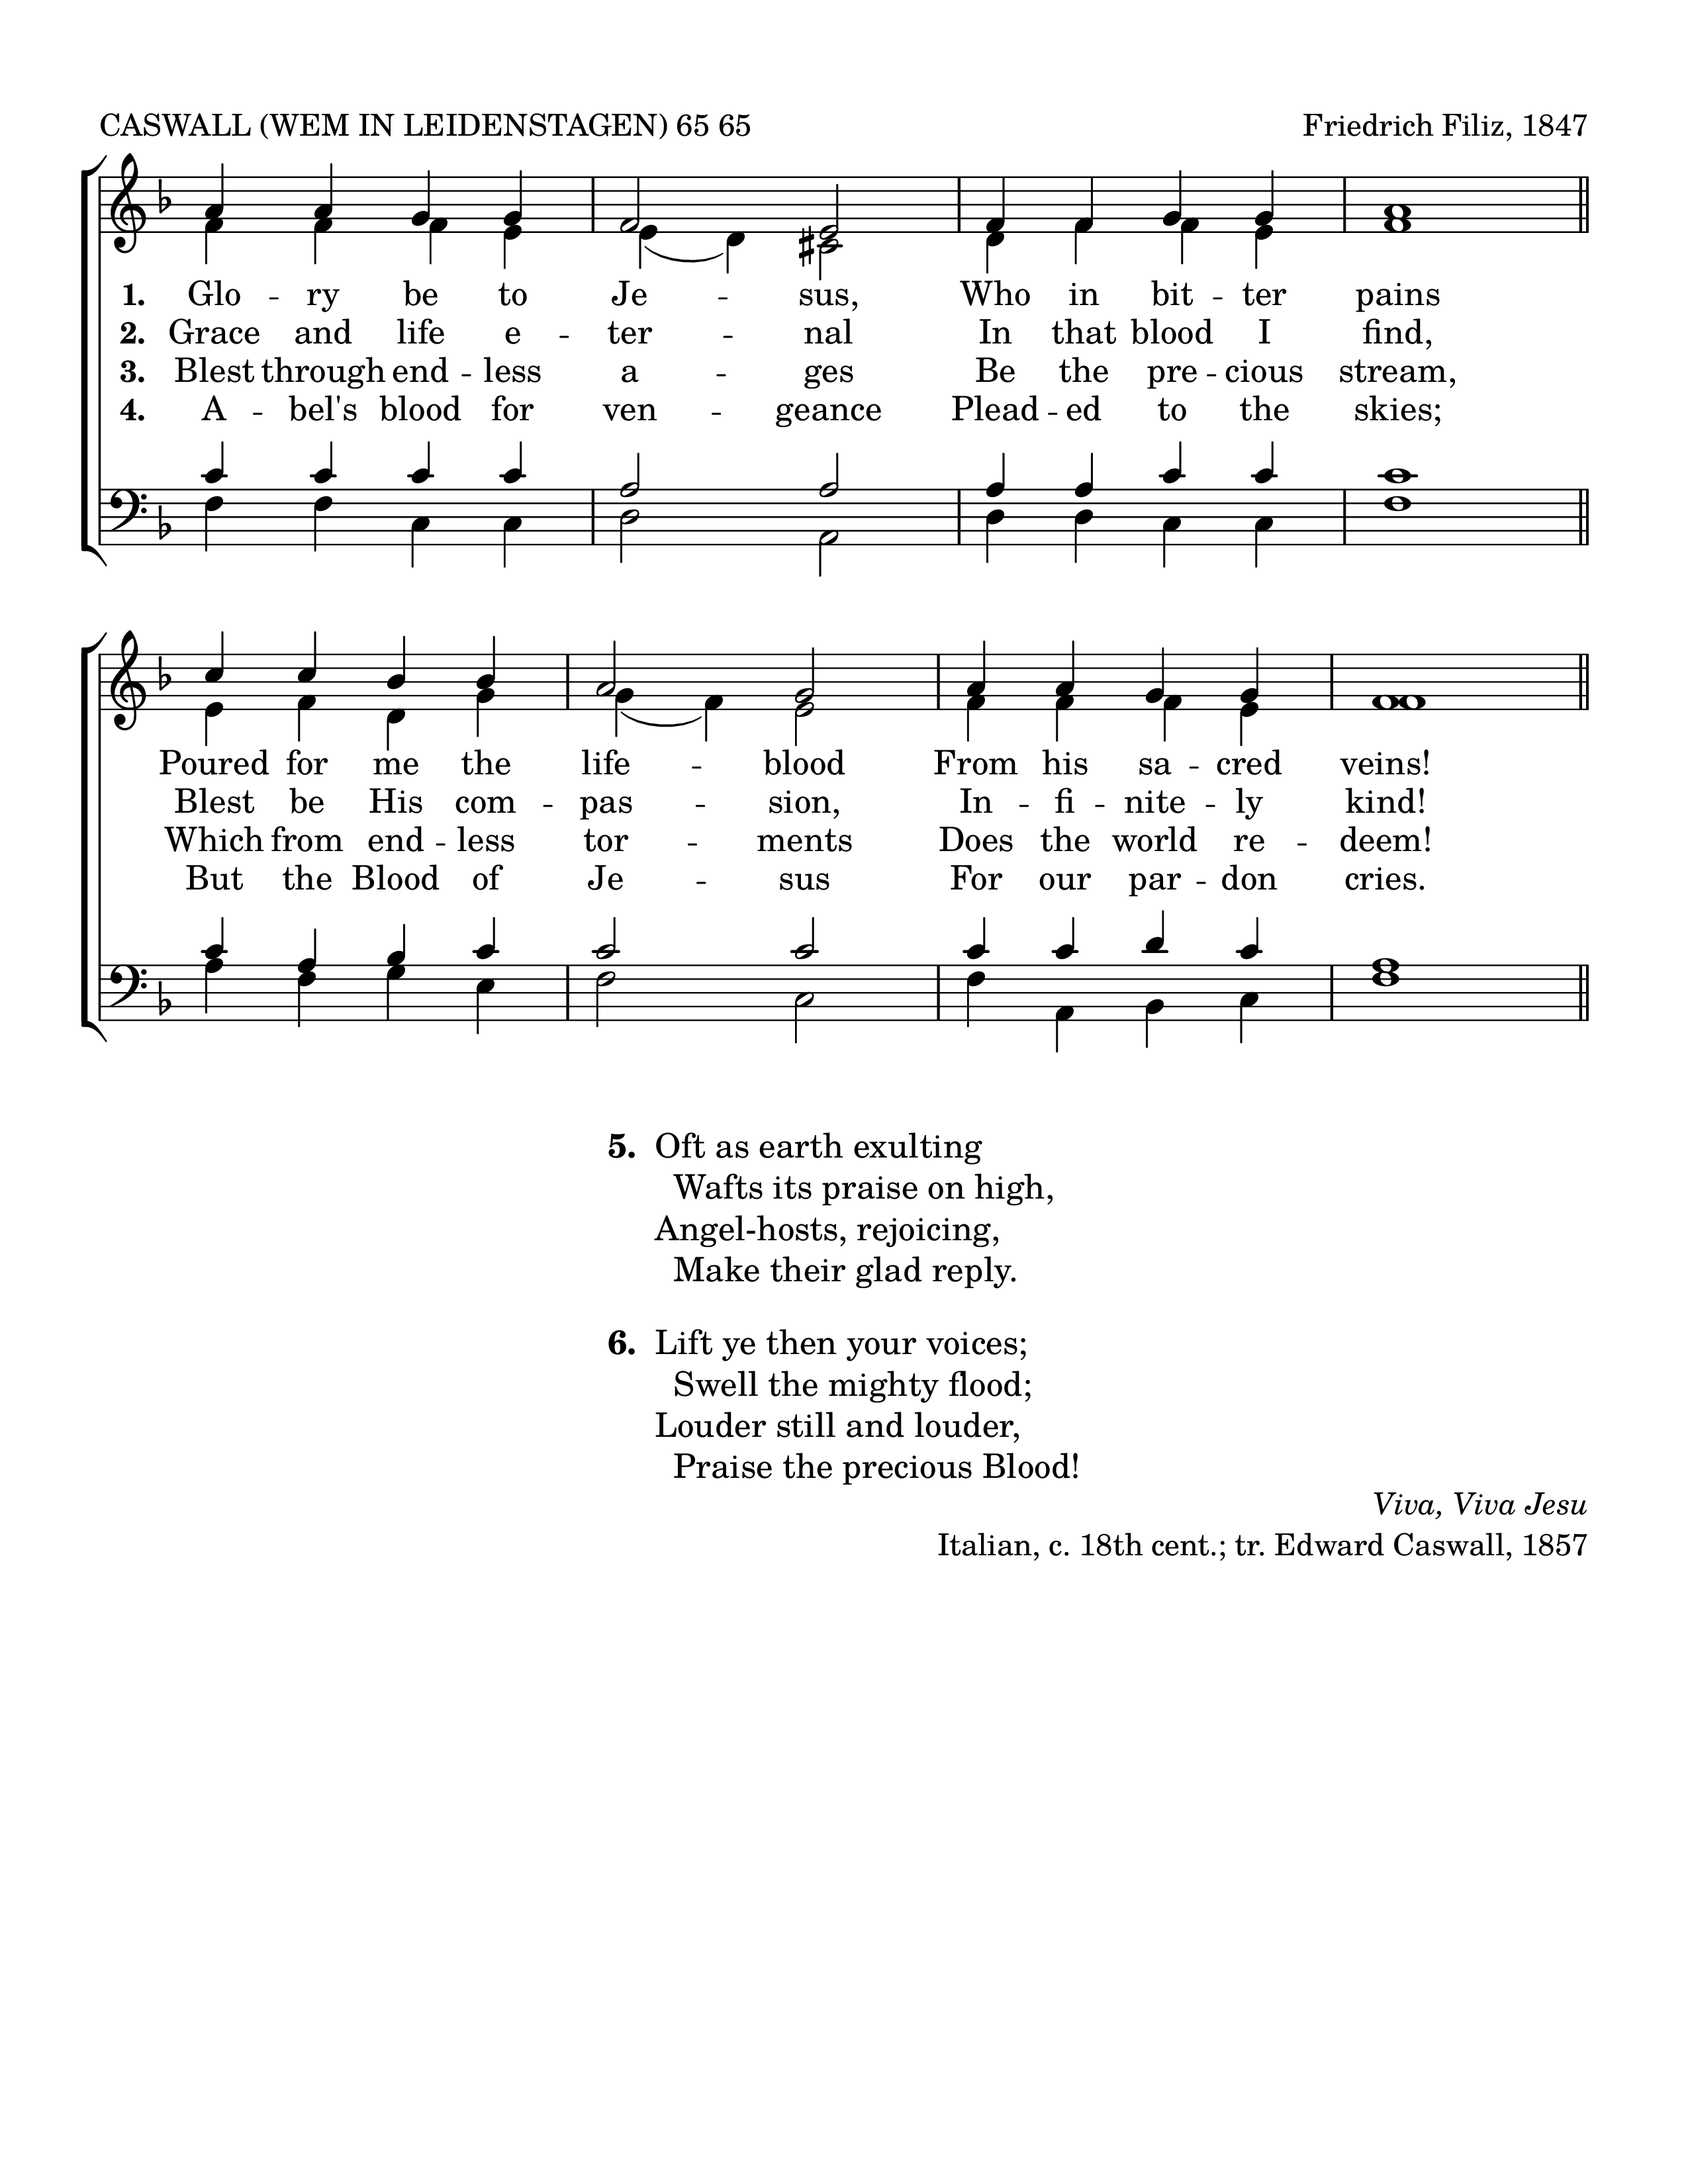 CASWALL (WEM IN LEIDENSTAGEN) 65 65 Friedrich Filiz, 1847
1. Glo -- ry be to Je -- sus, Who in bit -- ter pains
2. Grace and life e -- ter -- nal In that blood I find,
3. Blest through end -- less a -- ges Be the pre -- cious stream,
4. A -- bel's blood for ven -- geance Plead -- ed to the skies;
Poured for me the life -- blood From his sa -- cred veins!
Blest be His com -- pas -- sion, In -- fi -- nite -- ly kind!
Which from end -- less tor -- ments Does the world re -- deem!
But the Blood of Je -- sus For our par -- don cries.
5. Oft as earth exulting
Wafts its praise on high,
Angel-hosts, rejoicing,
Make their glad reply.
6. Lift ye then your voices;
Swell the mighty flood;
Louder still and louder,
Praise the precious Blood!
Viva, Viva Jesu
Italian, c. 18th cent.; tr. Edward Caswall, 1857